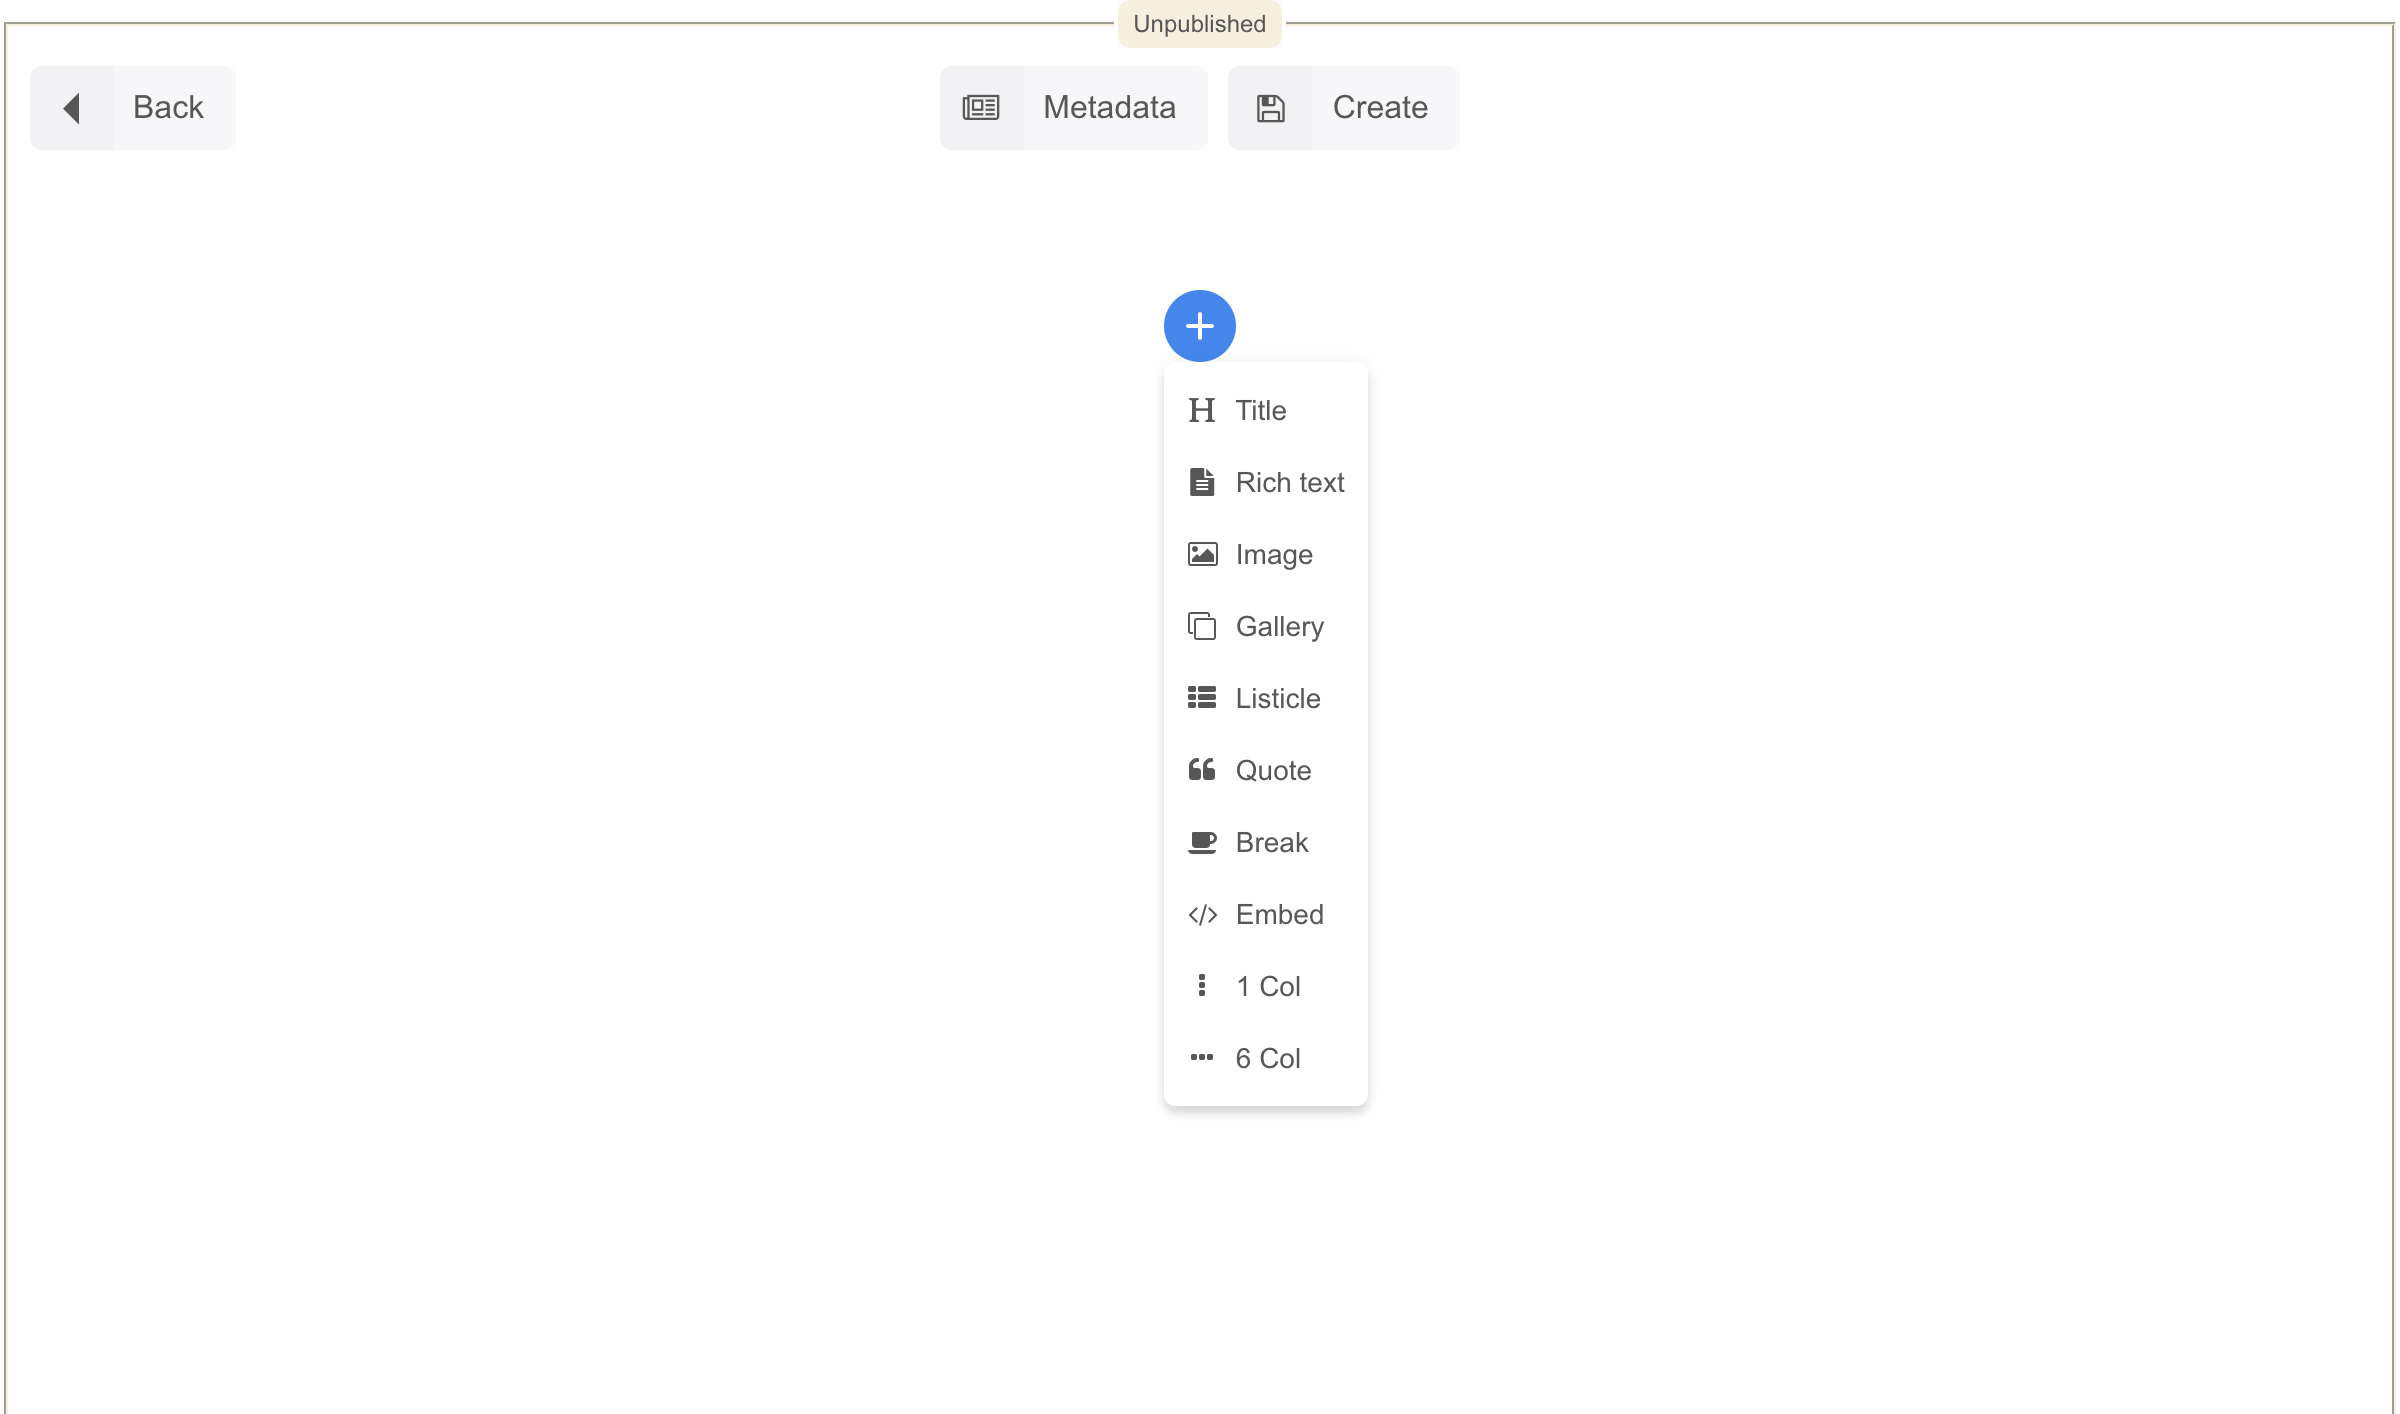 Unpublished
Back
Metadata
Create
Title
Rich text
Image
Gallery
Listicle
Quote
Break
Embed
1 Col
6 Col